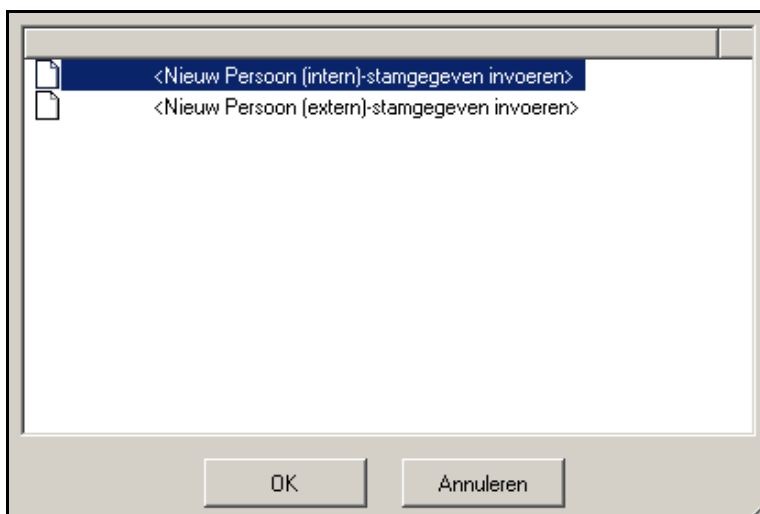 <Nieuw Persoon (intern)-stamgegeven invoeren>
<Nieuw Persoon (extern)-stamgegeven invoeren>
OK
Annuleren